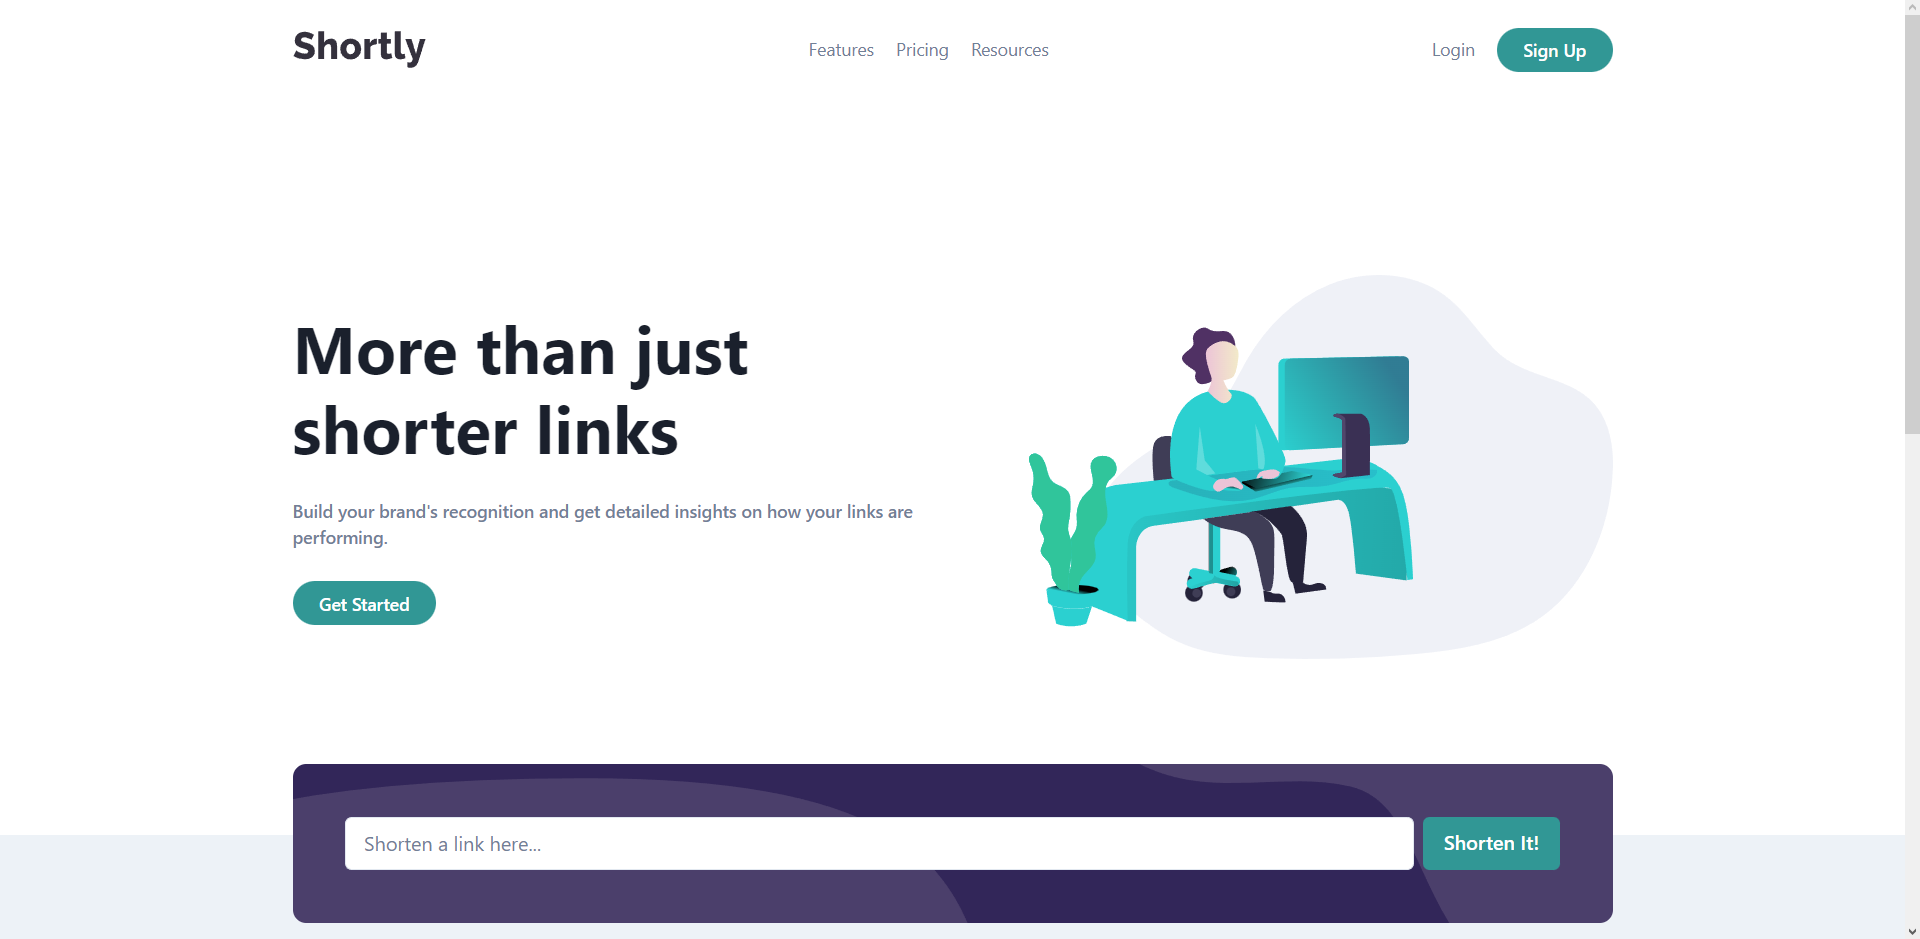 Shortly
Features Pricing Resources
Login Sign Up
More than just
shorter links
Build your brand's recognition and get detailed insights on how your links are
performing.
Get Started
Shorten a link here...
Shorten It!